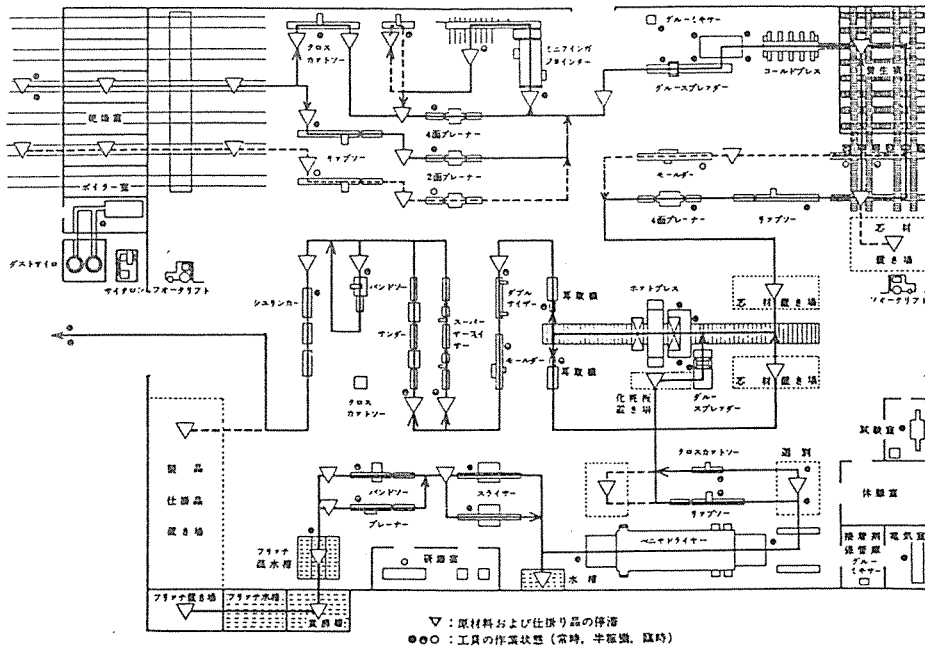 クロス
カットソー
ミニフィンガ
ジョインター
グルーミキサー
グルースプレッダー
コールドプレス
養生場
乾燥室
4面プレーナー
リップソー
2面プレーナー
モールダー
ボイラー室
4面プレーナー
リップソー
芯材
置き場
ダストサイロ
サイクロン
フォークリフト
フォークリフト
シュリンカー
バンドソー
サンダー
スーパー
サーフェイサー
ダブル
サイザー
モールダー
耳取機
耳取機
ホットプレス
芯材置き場
芯材置き場
クロス
カットソー
化粧板
置き場
グルー
スプレッダー
試験室
製品
仕掛品
置き場
クロスカットソー
選別
リップソー
休憩室
バンドソー
スライサー
プレーナー
ベニヤドライヤー
接着剤
保管庫
グルー
ミキサー
電気室
フリッチ
温水槽
研磨室
水槽
フリッチ置き場
フリッチ水槽
▽：原材料および仕掛り品の停滞
●◐○：工具の作業状態（常時，半振題，臨時）